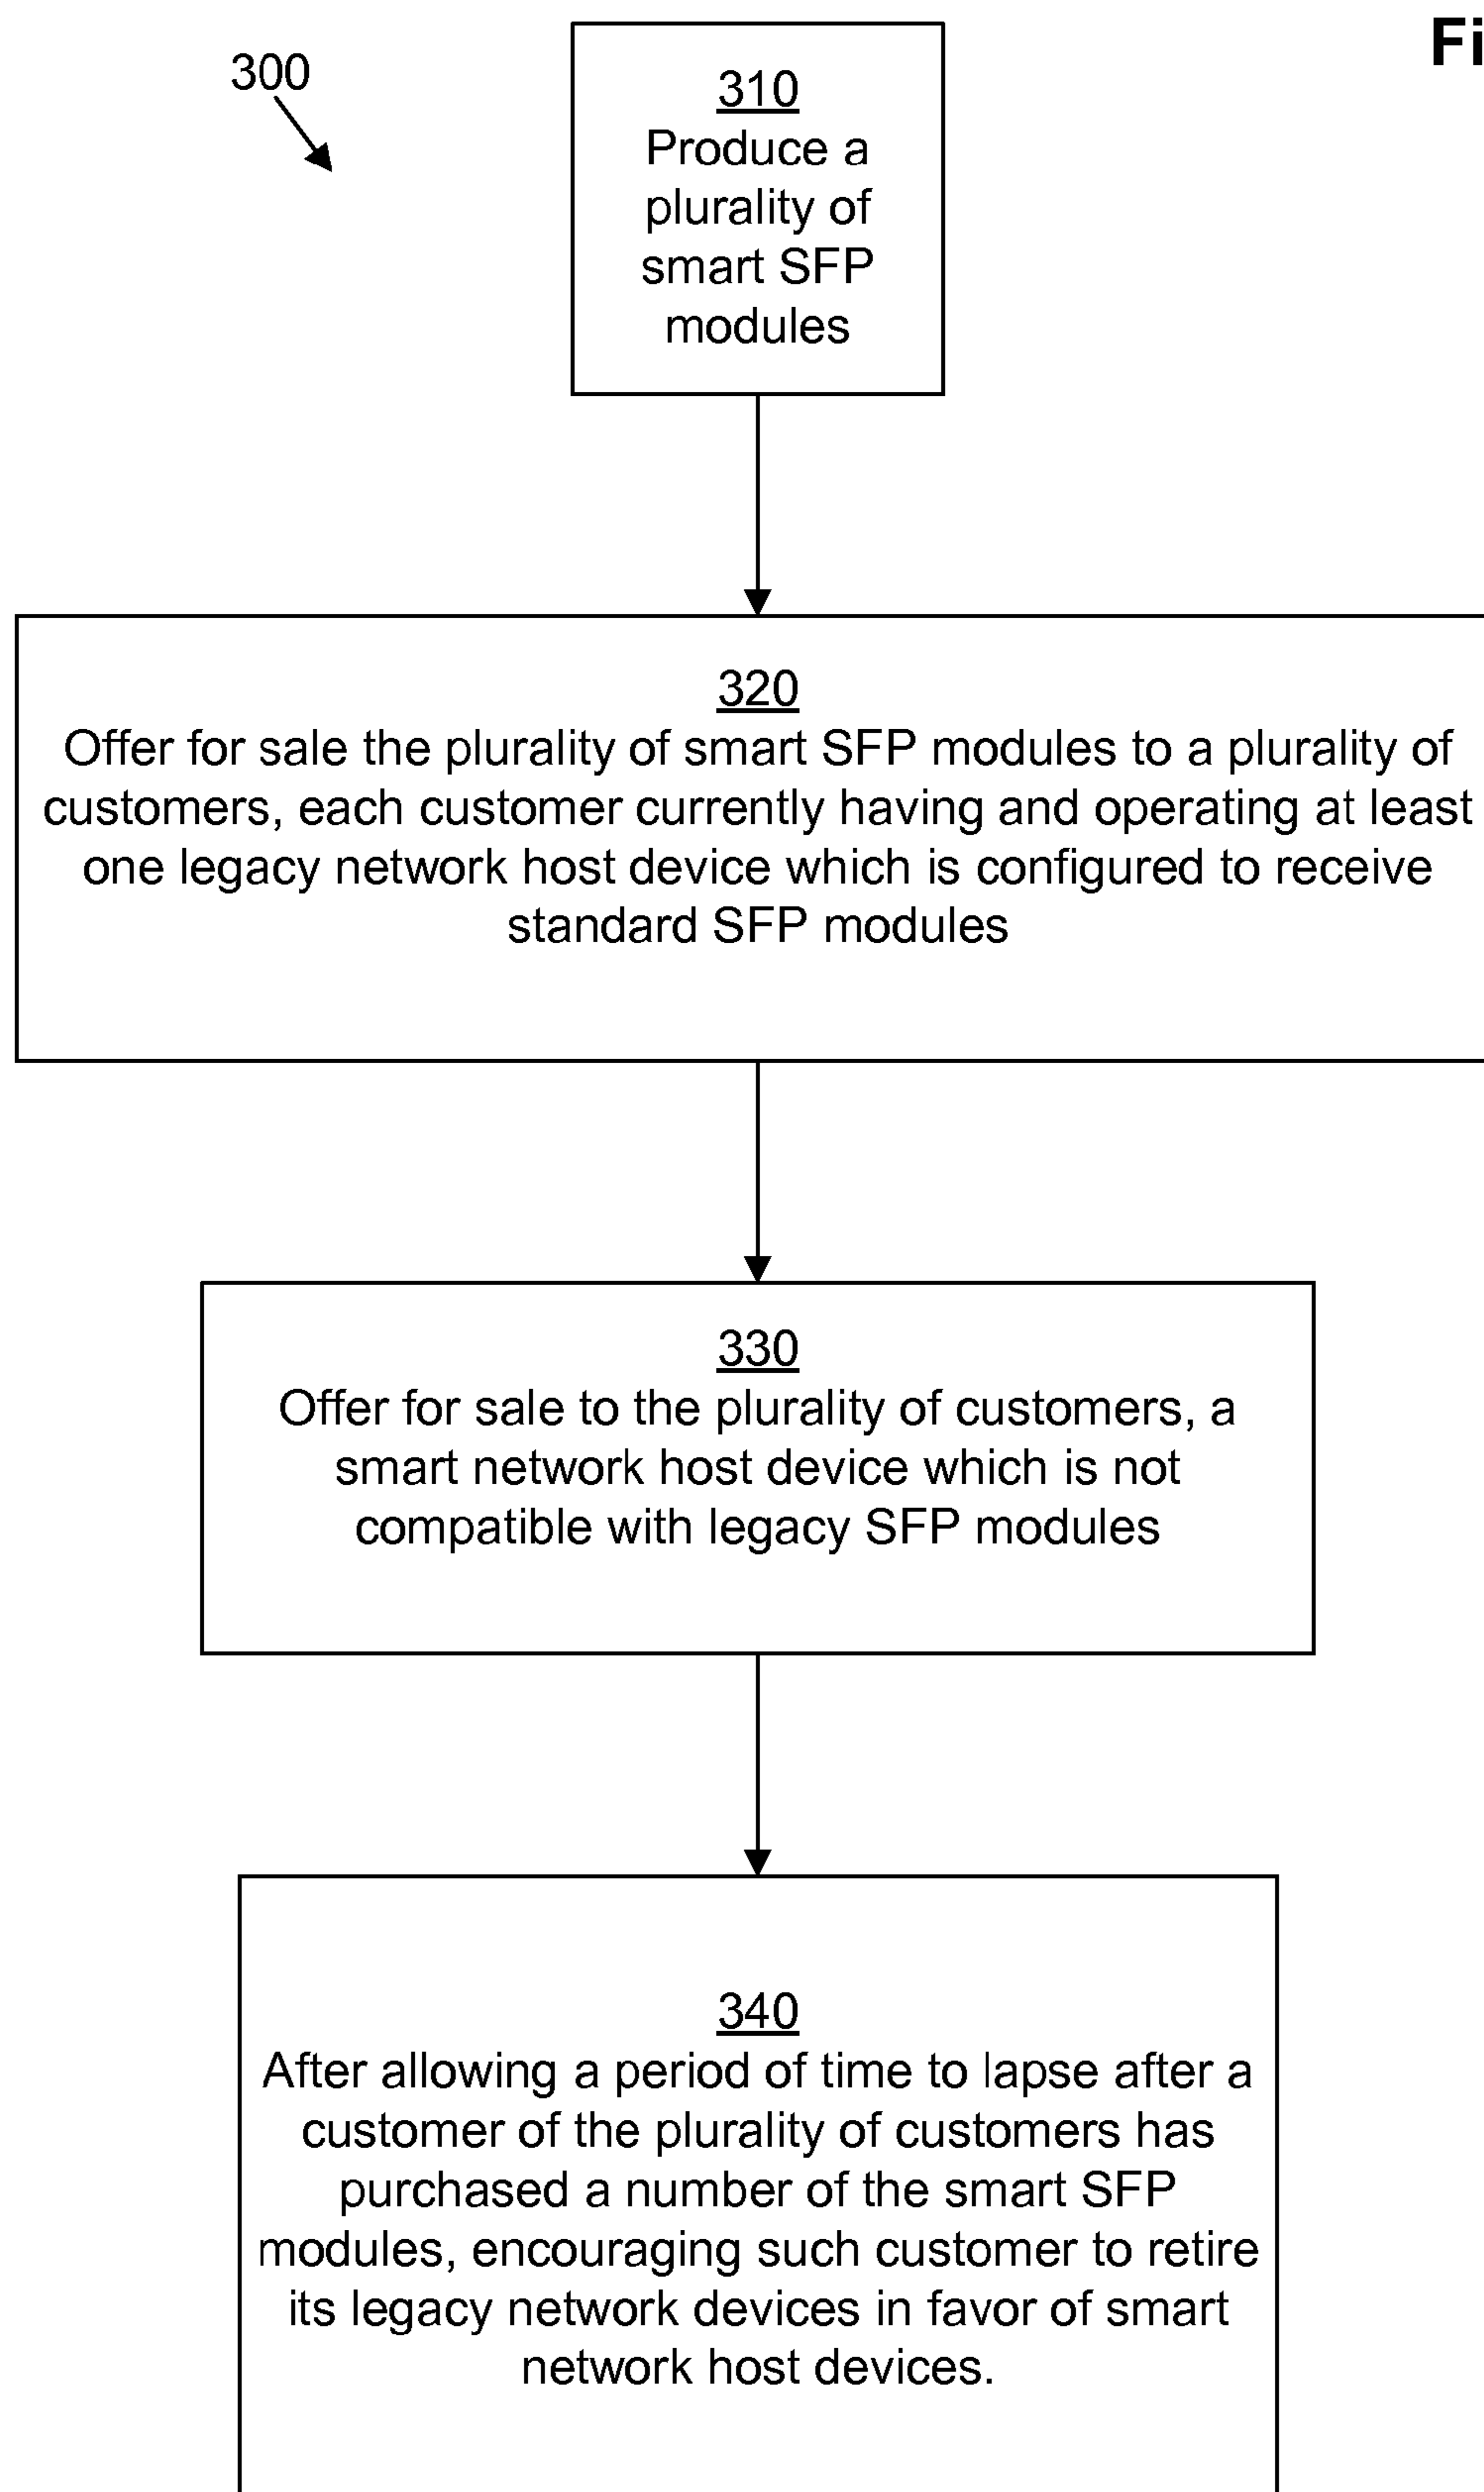 300
Fi
310
Produce a
plurality of
smart SFP
modules
320
Offer for sale the plurality of smart SFP modules to a plurality of
customers, each customer currently having and operating at least
one legacy network host device which is configured to receive
standard SFP modules
330
Offer for sale to the plurality of customers, a
smart network host device which is not
compatible with legacy SFP modules
340
After allowing a period of time to lapse after a
customer of the plurality of customers has
purchased a number of the smart SFP
modules, encouraging such customer to retire
its legacy network devices in favor of smart
network host devices.